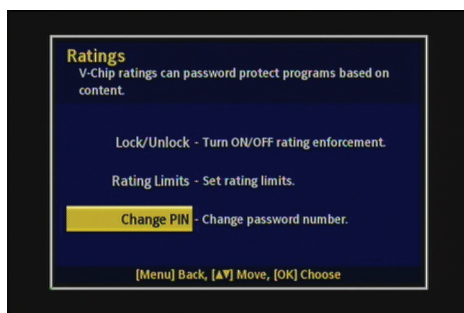 Ratings
V-Chip ratings can password protect programs based on
content.
Lock/Unlock - Turn ON/OFF rating enforcement.
Rating Limits - Set rating limits.
Change PIN - Change password number.
[Menu] Back, [▲▼] Move, [OK] Choose